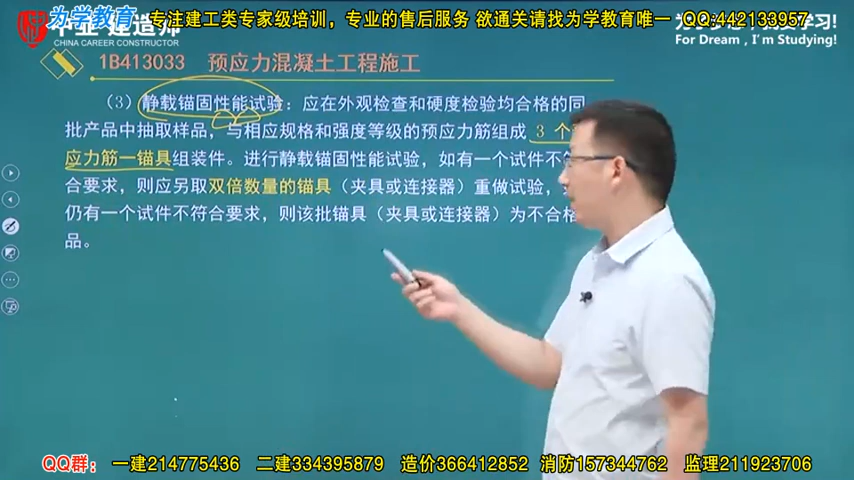 为学教育 专注建工类专家级培训，专业的售后服务 欲通关请找为学教育唯一 QQ:442133957
建造师
CHINA CAREER CONSTRUCTOR
For Dream, I'm Studying!
1B413033 预应力混凝土工程施工
（3）静载锚固性能试验：应在外观检查和硬度检验均合格的同
批产品中抽取样品，与相应规格和强度等级的预应力筋组成 3 个
应力筋一锚具组装件。进行静载锚固性能试验，如有一个试件不符
合要求，则应另取双倍数量的锚具（夹具或连接器）重做试验，
仍有一个试件不符合要求，则该批锚具（夹具或连接器）为不合格
品。
QQ群： 一建214775436 二建334395879 造价366412852 消防157344762 监理211923706